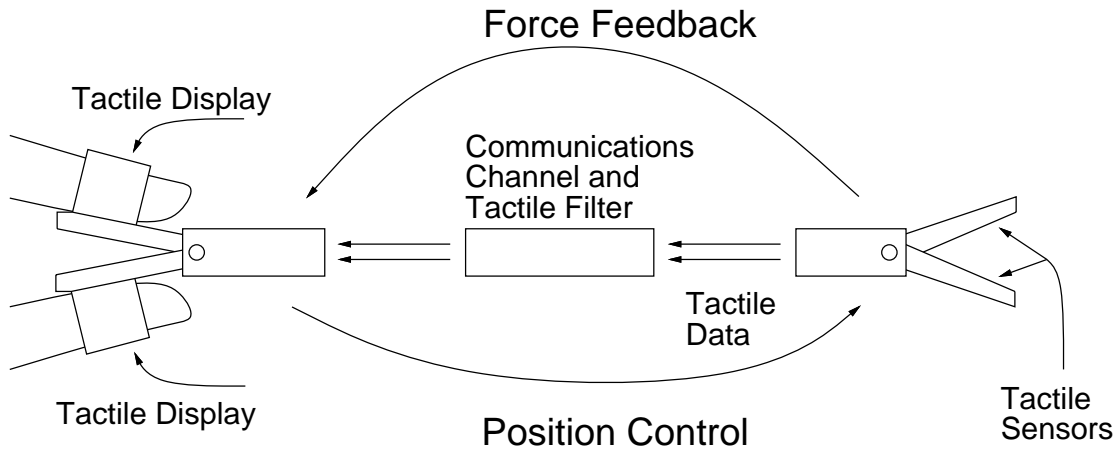 Force Feedback
Tactile Display
Communications
Channel and
Tactile Filter
Tactile
Data
Tactile Display
Position Control
Tactile
Sensors